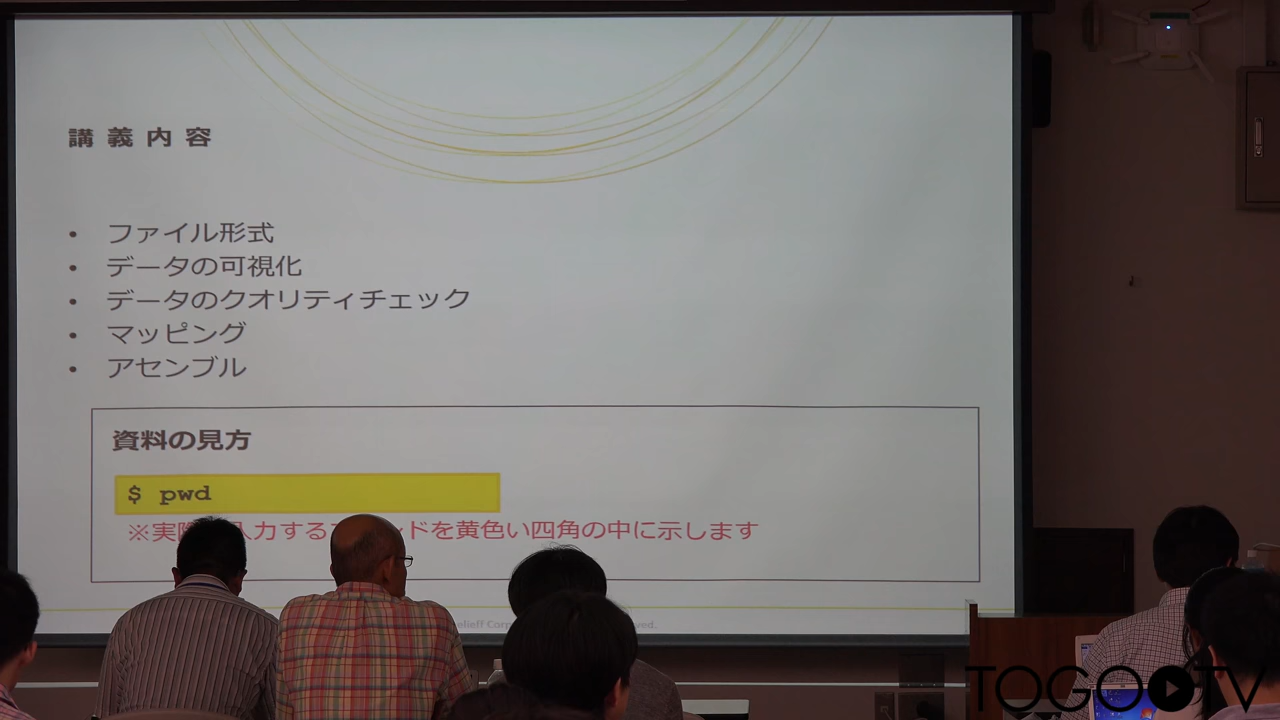 講義内容
• ファイル形式
• データの可視化
• データのクオリティチェック
• マッピング
• アセンブル
資料の見方
$ pwd
※実 入力する ンドを黄色い四角の中に示します
TOGOTV